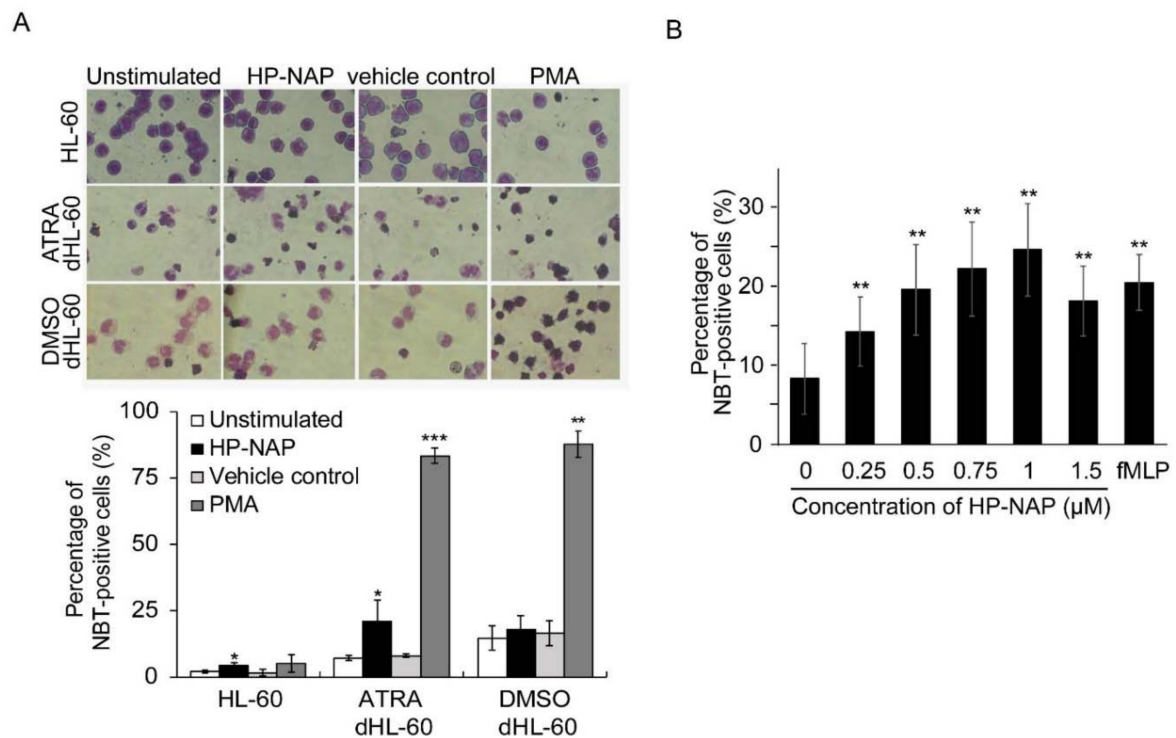 A
Unstimulated HP-NAP vehicle control PMA
HL-60
ATRA
dHL-60
DMSO
dHL-60
Percentage of
NBT-positive cells (%)
100
75
50
25
0
Unstimulated
HP-NAP
Vehicle control
PMA
*
*
***
**
HL-60 ATRA DMSO
dHL-60 dHL-60
B
Percentage of
NBT-positive cells (%)
30
20
10
0
** ** ** ** ** **
0 0.25 0.5 0.75 1 1.5 fMLP
Concentration of HP-NAP (µM)